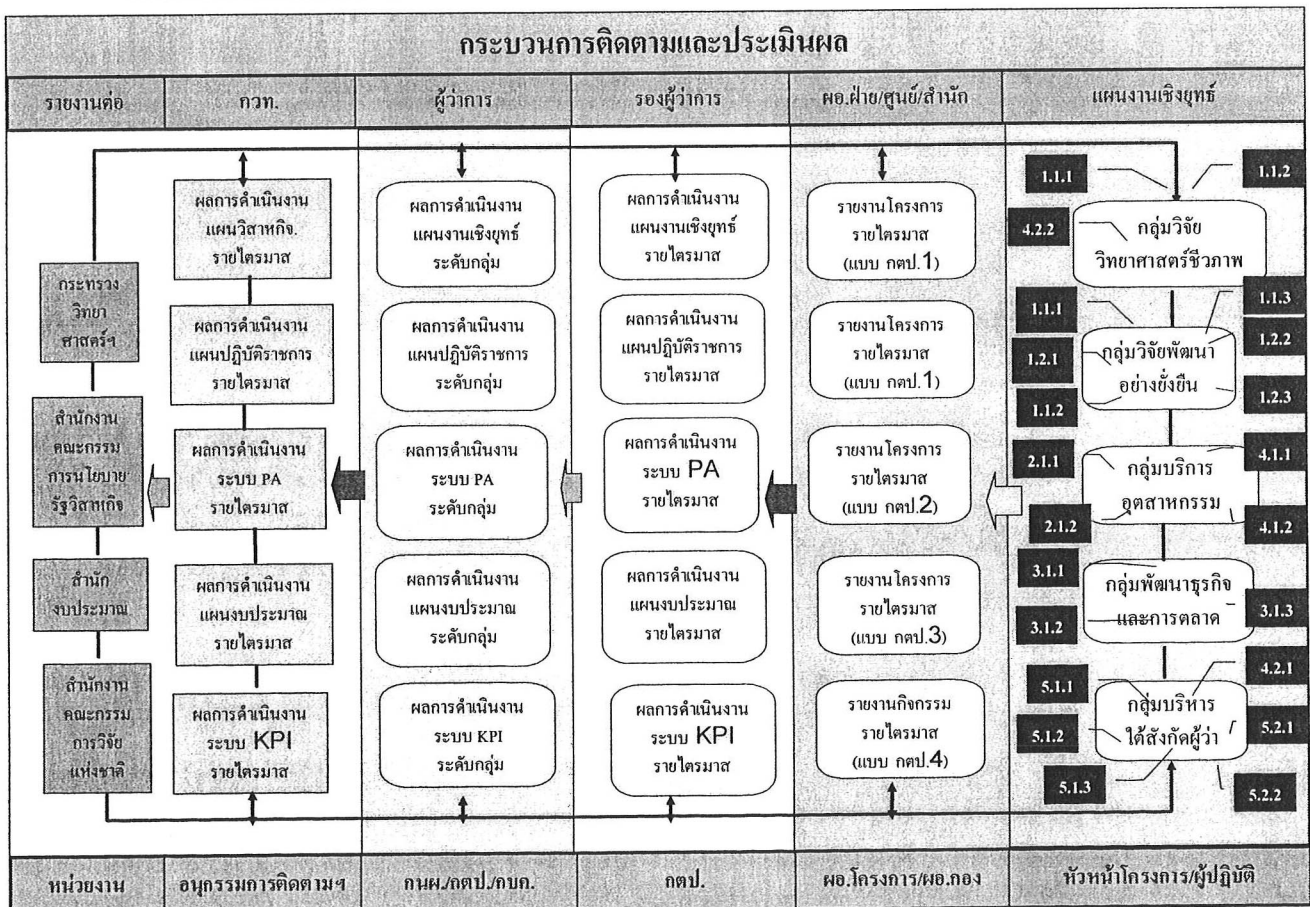 กระบวนการติดตามและประเมินผล
รายงานต่อ
กวท.
ผู้ว่าการ
รองผู้ว่าการ
ผอ.ฝ่าย/ศูนย์/สำนัก
แผนงานเชิงยุทธ์
กระทรวง
วิทยา
ศาสตร์ฯ
สำนักงาน
คณะกรรม
การนโยบาย
รัฐวิสาหกิจ
สำนัก
งบประมาณ
สำนักงาน
คณะกรรม
การวิจัย
แห่งชาติ
ผลการดำเนินงาน
แผนวิสาหกิจ.
รายไตรมาส
ผลการดำเนินงาน
แผนปฏิบัติราชการ
รายไตรมาส
ผลการดำเนินงาน
ระบบ PA
รายไตรมาส
ผลการดำเนินงาน
แผนงบประมาณ
รายไตรมาส
ผลการดำเนินงาน
ระบบ KPI
รายไตรมาส
ผลการดำเนินงาน
แผนงานเชิงยุทธ์
ระดับกลุ่ม
ผลการดำเนินงาน
แผนปฏิบัติราชการ
ระดับกลุ่ม
ผลการดำเนินงาน
ระบบ PA
ระดับกลุ่ม
ผลการดำเนินงาน
แผนงบประมาณ
ระดับกลุ่ม
ผลการดำเนินงาน
ระบบ KPI
ระดับกลุ่ม
ผลการดำเนินงาน
แผนงานเชิงยุทธ์
รายไตรมาส
ผลการดำเนินงาน
แผนปฏิบัติราชการ
รายไตรมาส
ผลการดำเนินงาน
ระบบ PA
รายไตรมาส
ผลการดำเนินงาน
แผนงบประมาณ
รายไตรมาส
ผลการดำเนินงาน
ระบบ KPI
รายไตรมาส
รายงานโครงการ
รายไตรมาส
(แบบ กตป.1)
รายงานโครงการ
รายไตรมาส
(แบบ กตป.1)
รายงานโครงการ
รายไตรมาส
(แบบ กตป.2)
รายงานโครงการ
รายไตรมาส
(แบบ กตป.3)
รายงานกิจกรรม
รายไตรมาส
(แบบ กตป.4)
1.1.1
1.1.2
4.2.2
กลุ่มวิจัย
วิทยาศาสตร์ชีวภาพ
1.1.1
1.1.3
1.2.1
1.2.2
กลุ่มวิจัยพัฒนา
อย่างยั่งยืน
1.1.2
1.2.3
2.1.1
4.1.1
กลุ่มบริการ
อุตสาหกรรม
2.1.2
4.1.2
3.1.1
กลุ่มพัฒนาธุรกิจ
และการตลาด
3.1.2
3.1.3
5.1.1
4.2.1
กลุ่มบริหาร
ใต้สังกัดผู้ว่า
5.1.2
5.2.1
5.1.3
5.2.2
หน่วยงาน
อนุกรรมการติดตามฯ
กนผ./กตป./กบก.
กตป.
ผอ.โครงการ/ผอ.กอง
หัวหน้าโครงการ/ผู้ปฏิบัติ